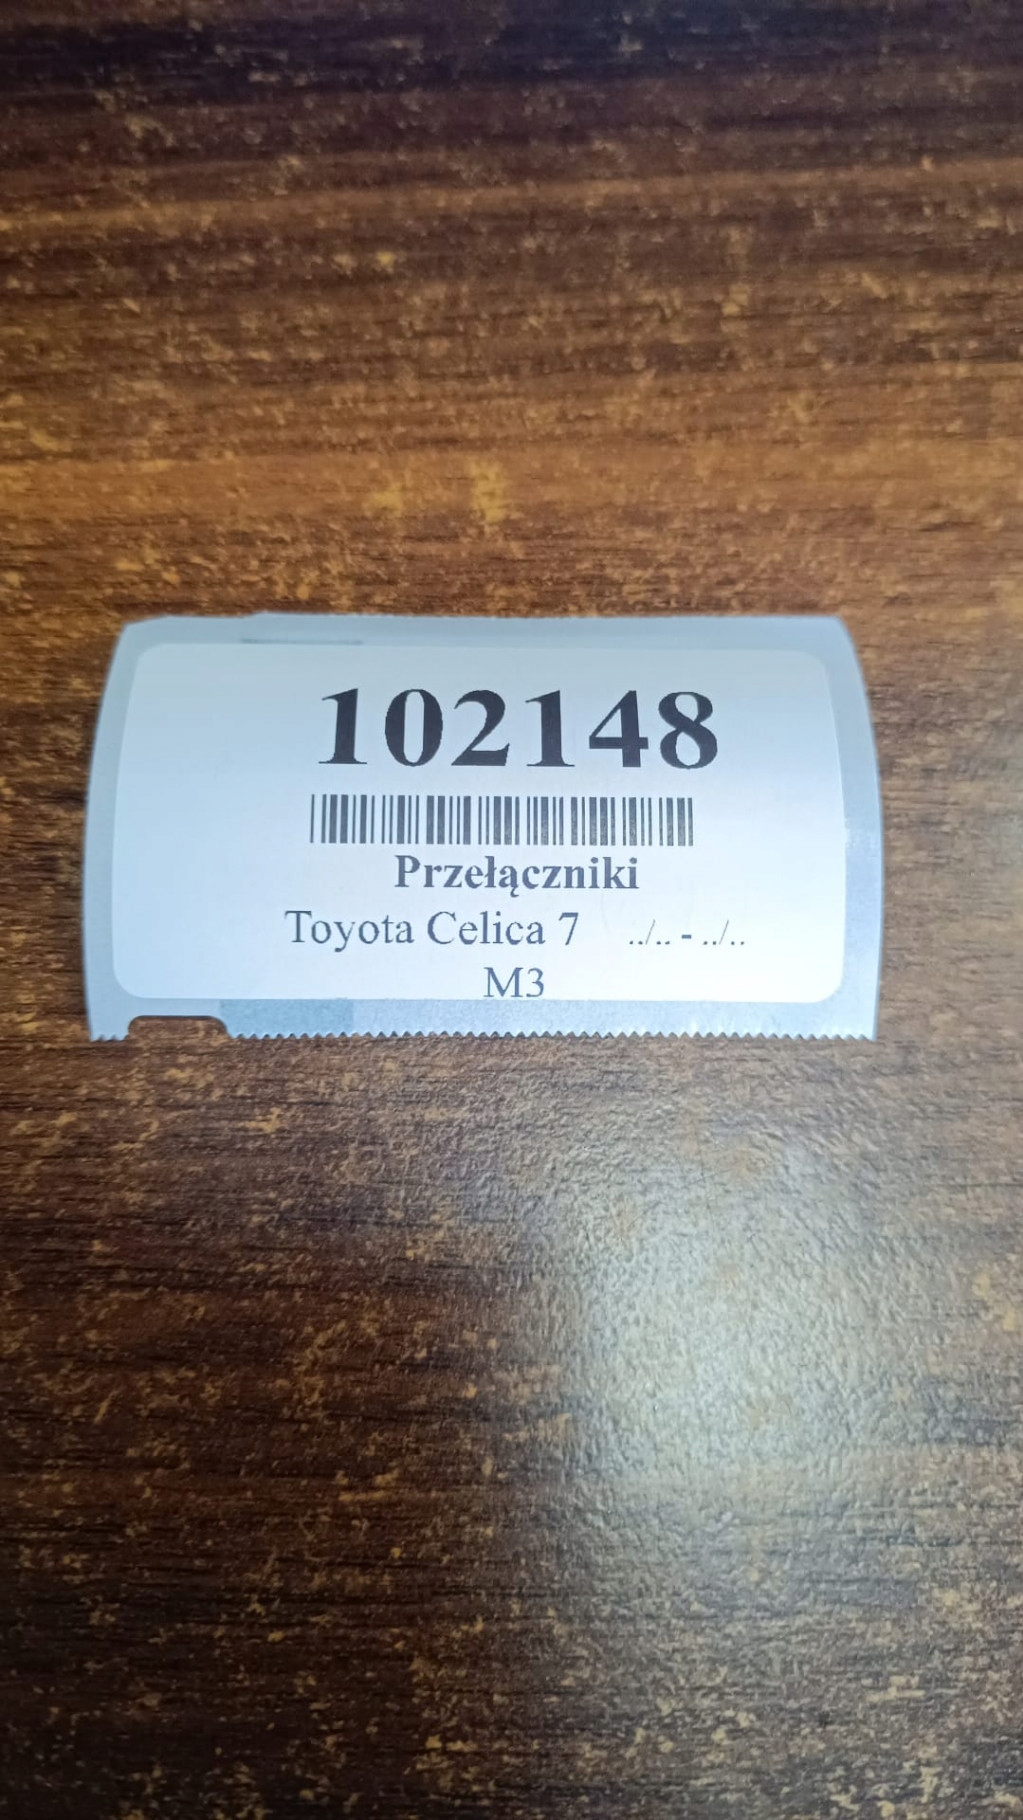 102148
Przełączniki
Toyota Celica 7 ../.. - ../..
M3